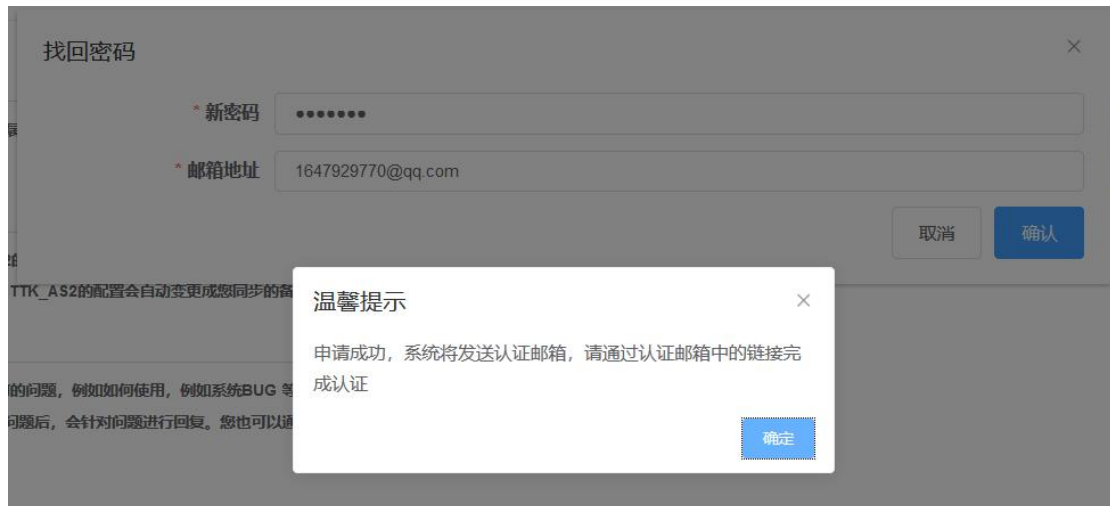 找回密码
* 新密码
•••••••
* 邮箱地址
1647929770@qq.com
取消
确认
TTK_AS2的配置会自动变更成您同步的备
温馨提示
申请成功，系统将发送认证邮箱，请通过认证邮箱中的链接完
成认证
的问题，例如如何使用，例如系统BUG 等
问题后，会针对问题进行回复。您也可以通
确定